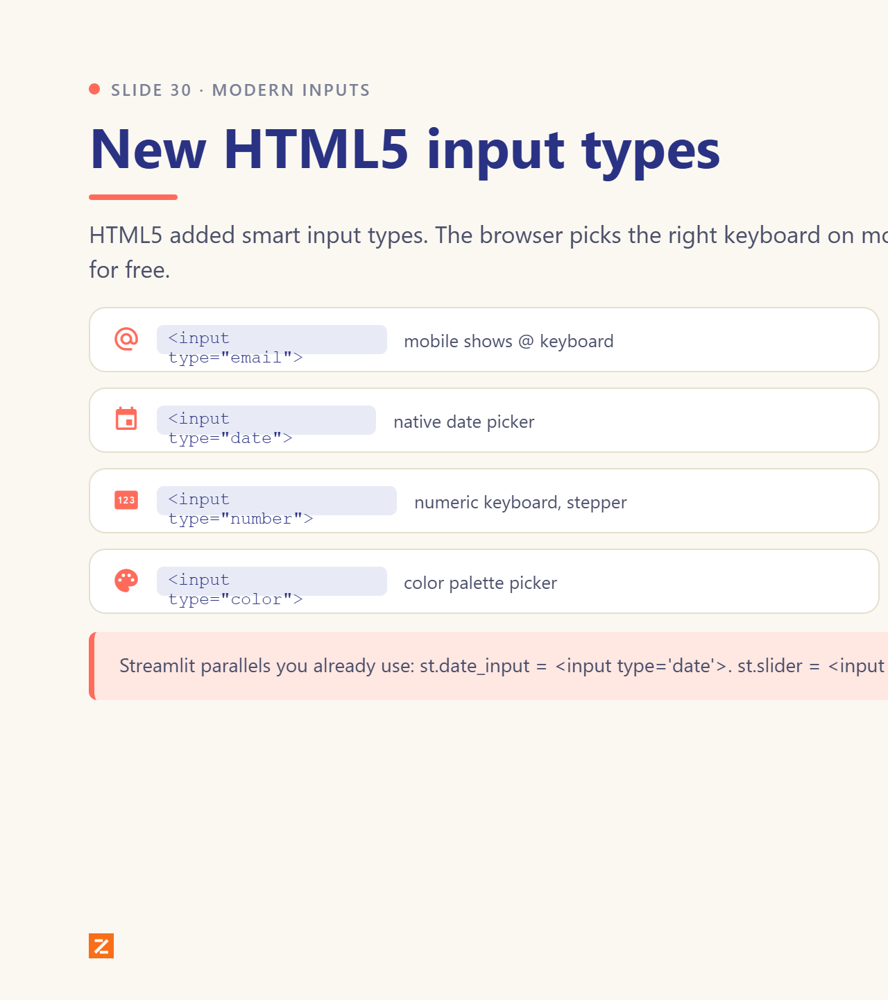 SLIDE 30 · MODERN INPUTS
New HTML5 input types
HTML5 added smart input types. The browser picks the right keyboard on
for free.
<input
type="email">
mobile shows @ keyboard
<input
type="date">
native date picker
123
<input
type="number">
numeric keyboard, stepper
<input
type="color">
color palette picker
Streamlit parallels you already use: st.date_input = <input type='date'>. st.slider = <input